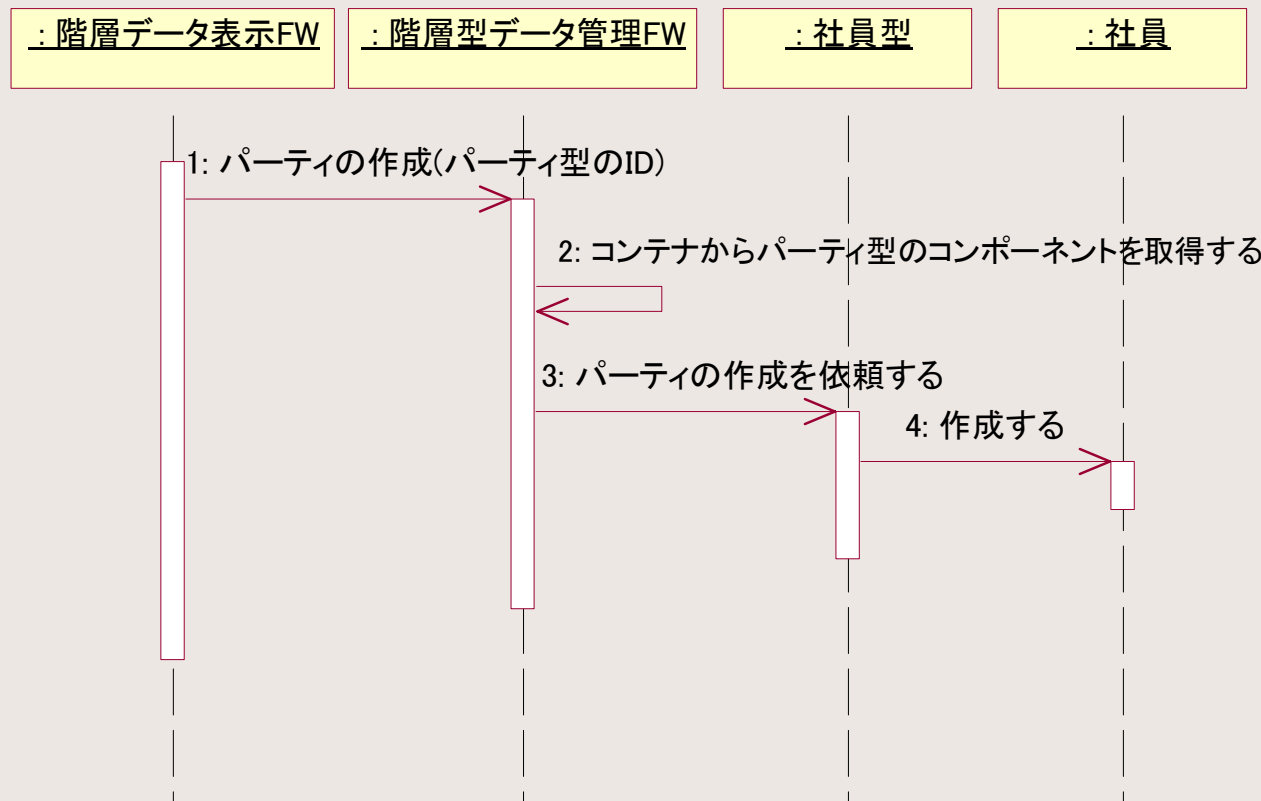 : 階層データ表示FW
: 階層型データ管理FW
: 社員型
: 社員
1: パーティの作成(パーティ型のID)
2: コンテナからパーティ型のコンポーネントを取得する
3: パーティの作成を依頼する
4: 作成する